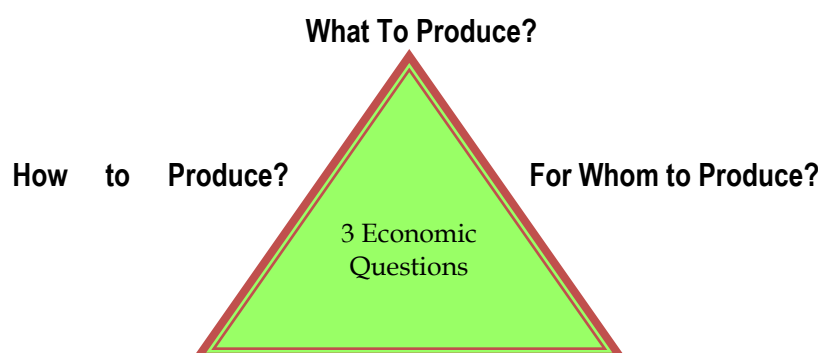 What To Produce?
How to Produce?
For Whom to Produce?
3 Economic
Questions